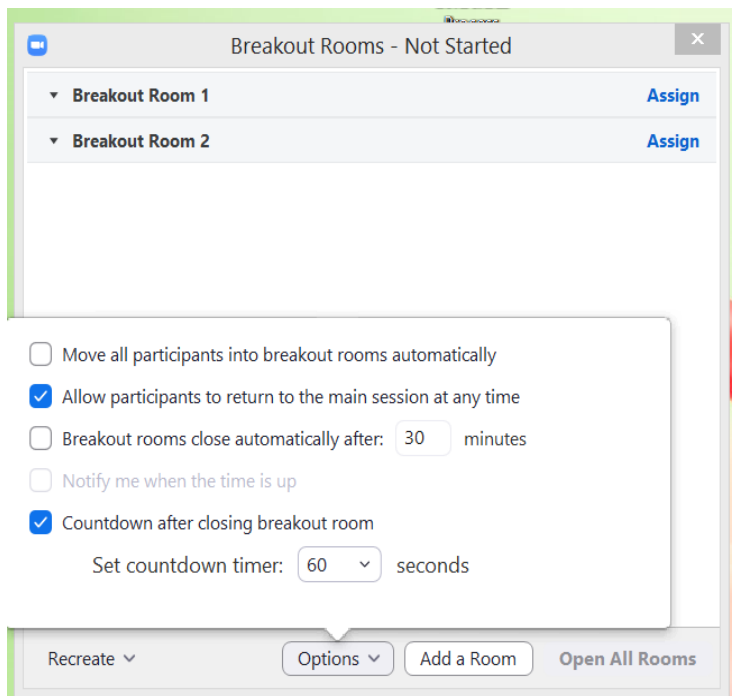 Breakout Rooms - Not Started
Breakout Room 1 Assign
Breakout Room 2 Assign
Move all participants into breakout rooms automatically
Allow participants to return to the main session at any time
Breakout rooms close automatically after: 30 minutes
Notify me when the time is up
Countdown after closing breakout room
Set countdown timer: 60 seconds
Recreate Options Add a Room Open All Rooms